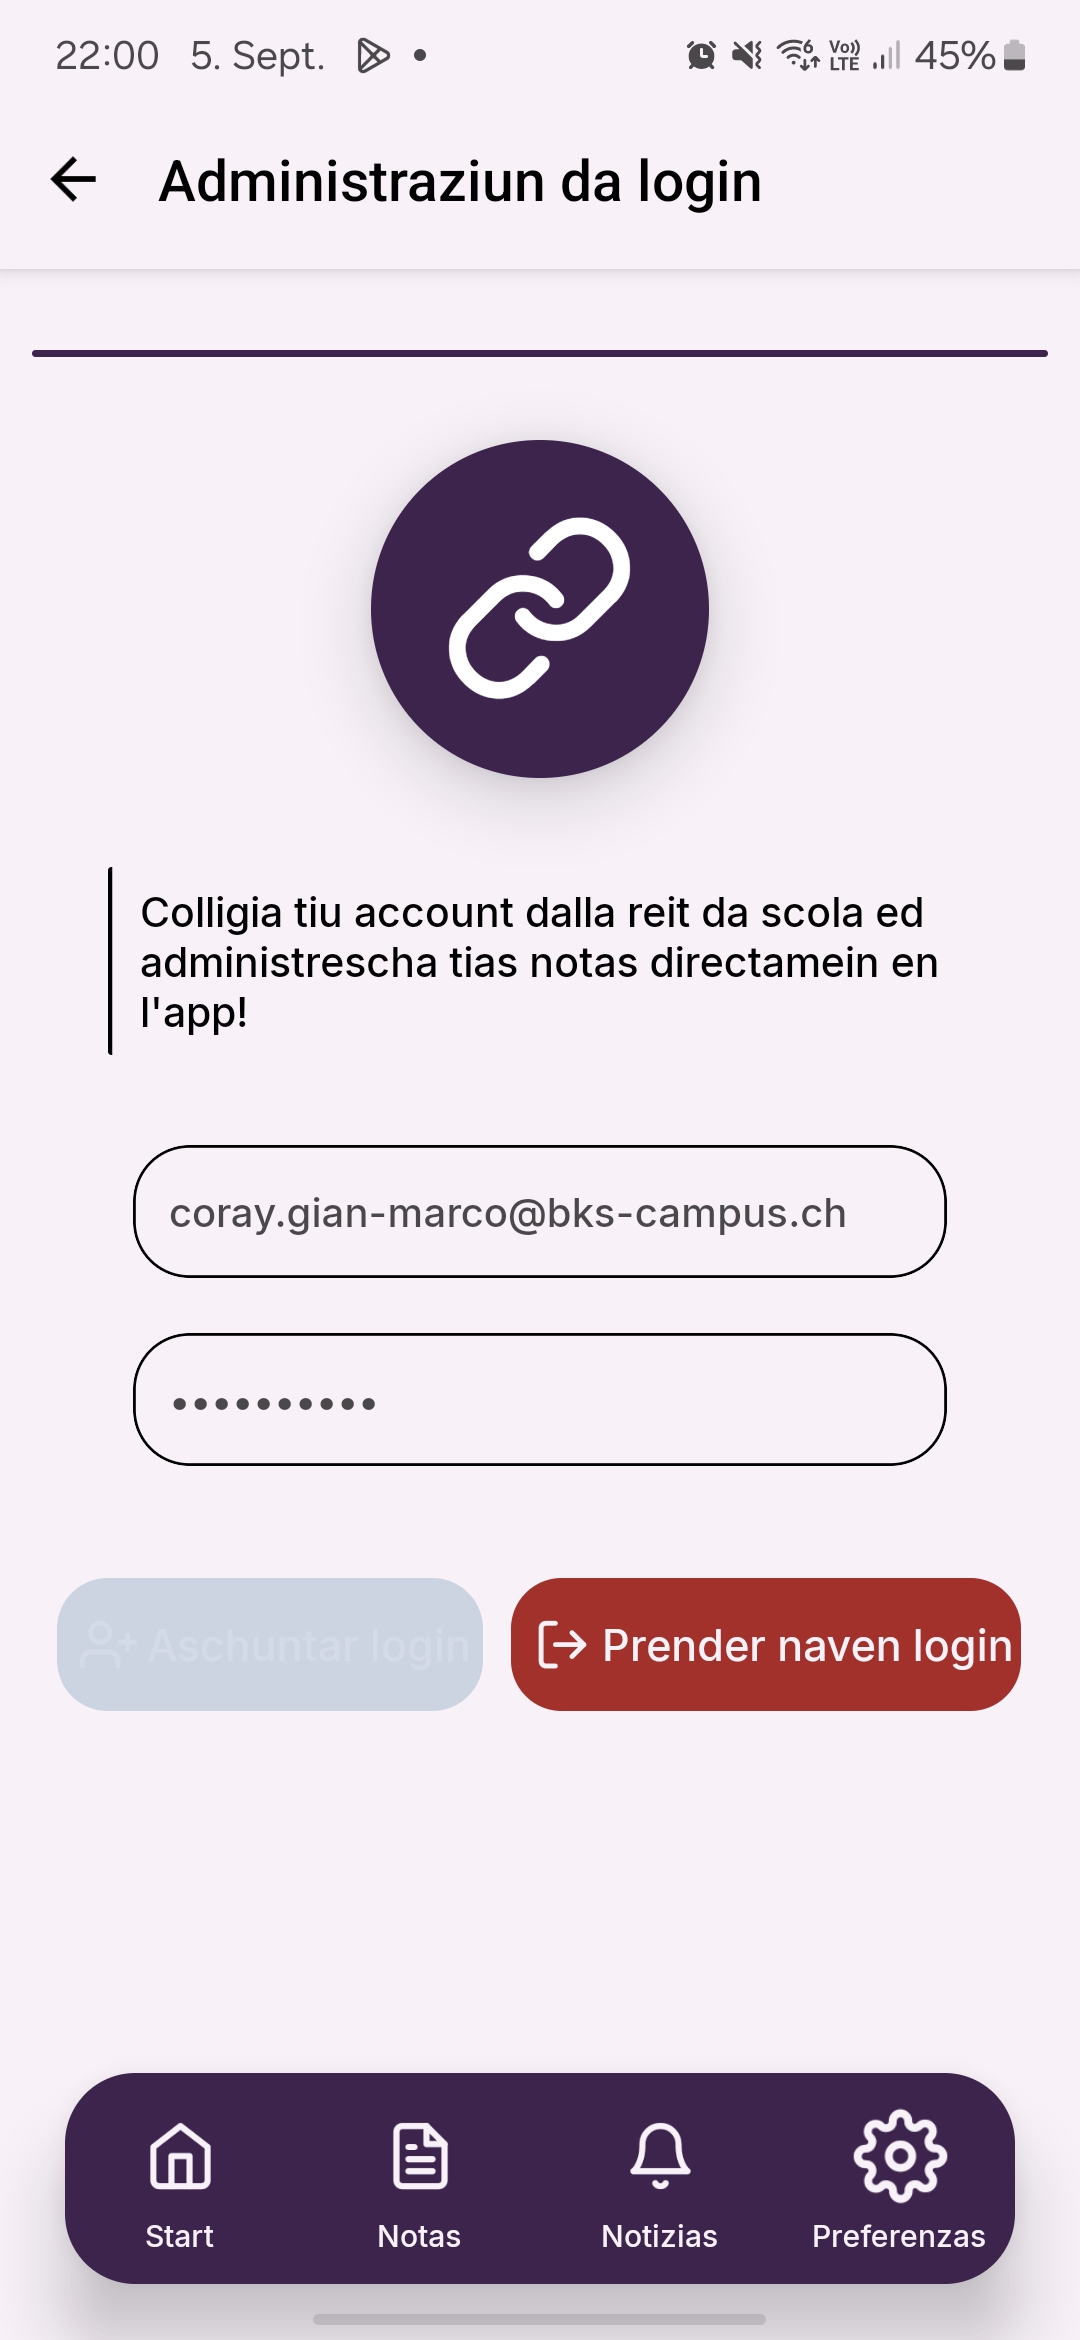 22:00 5. Sept. 6 Vo)) LTE 45%
Administraziun da login
Colligia tiu account dalla reit da scola ed
administrescha tias notas directamein en
l'app!
coray.gian-marco@bks-campus.ch
••••••••••
Aschuntar login Prender naven login
Start Notas Notizias Preferenzas